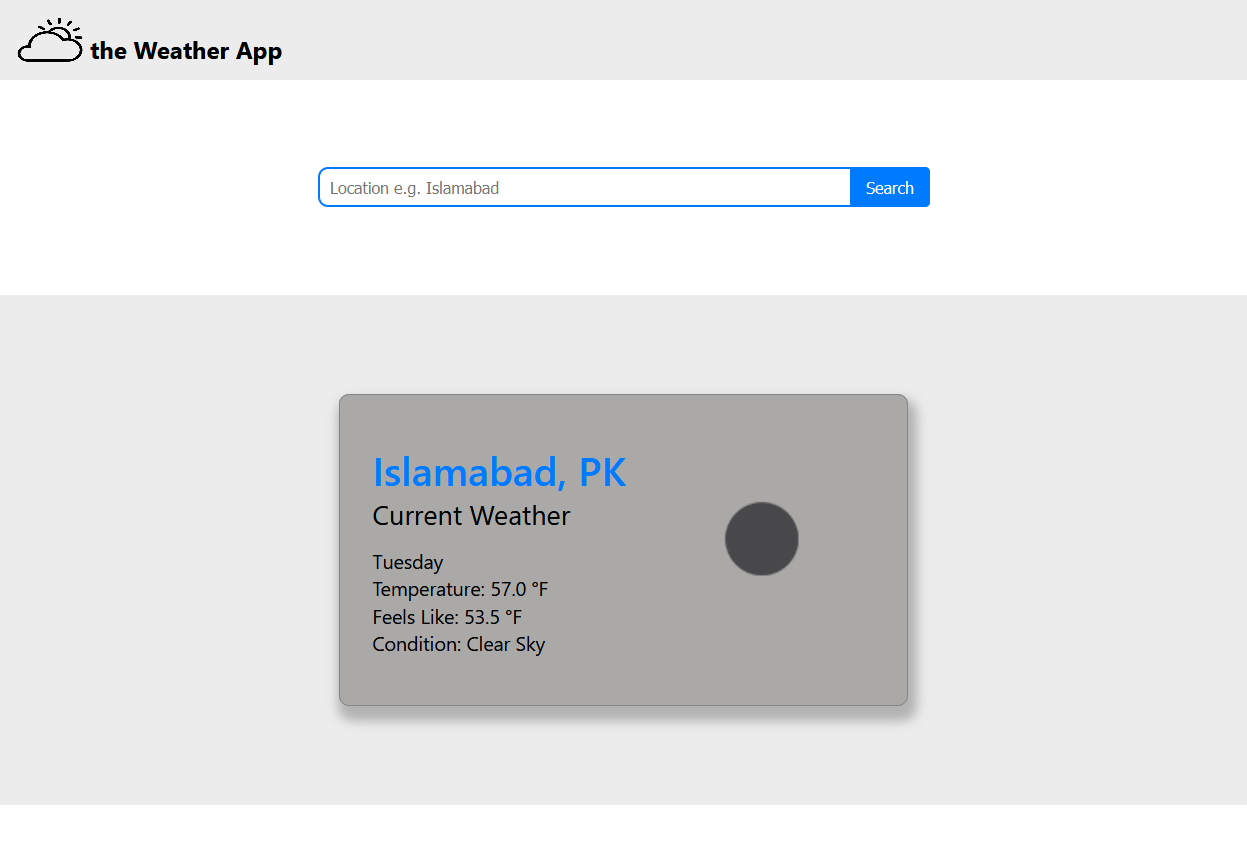 the Weather App
Location e.g. Islamabad
Search
Islamabad, PK
Current Weather
Tuesday
Temperature: 57.0 °F
Feels Like: 53.5 °F
Condition: Clear Sky